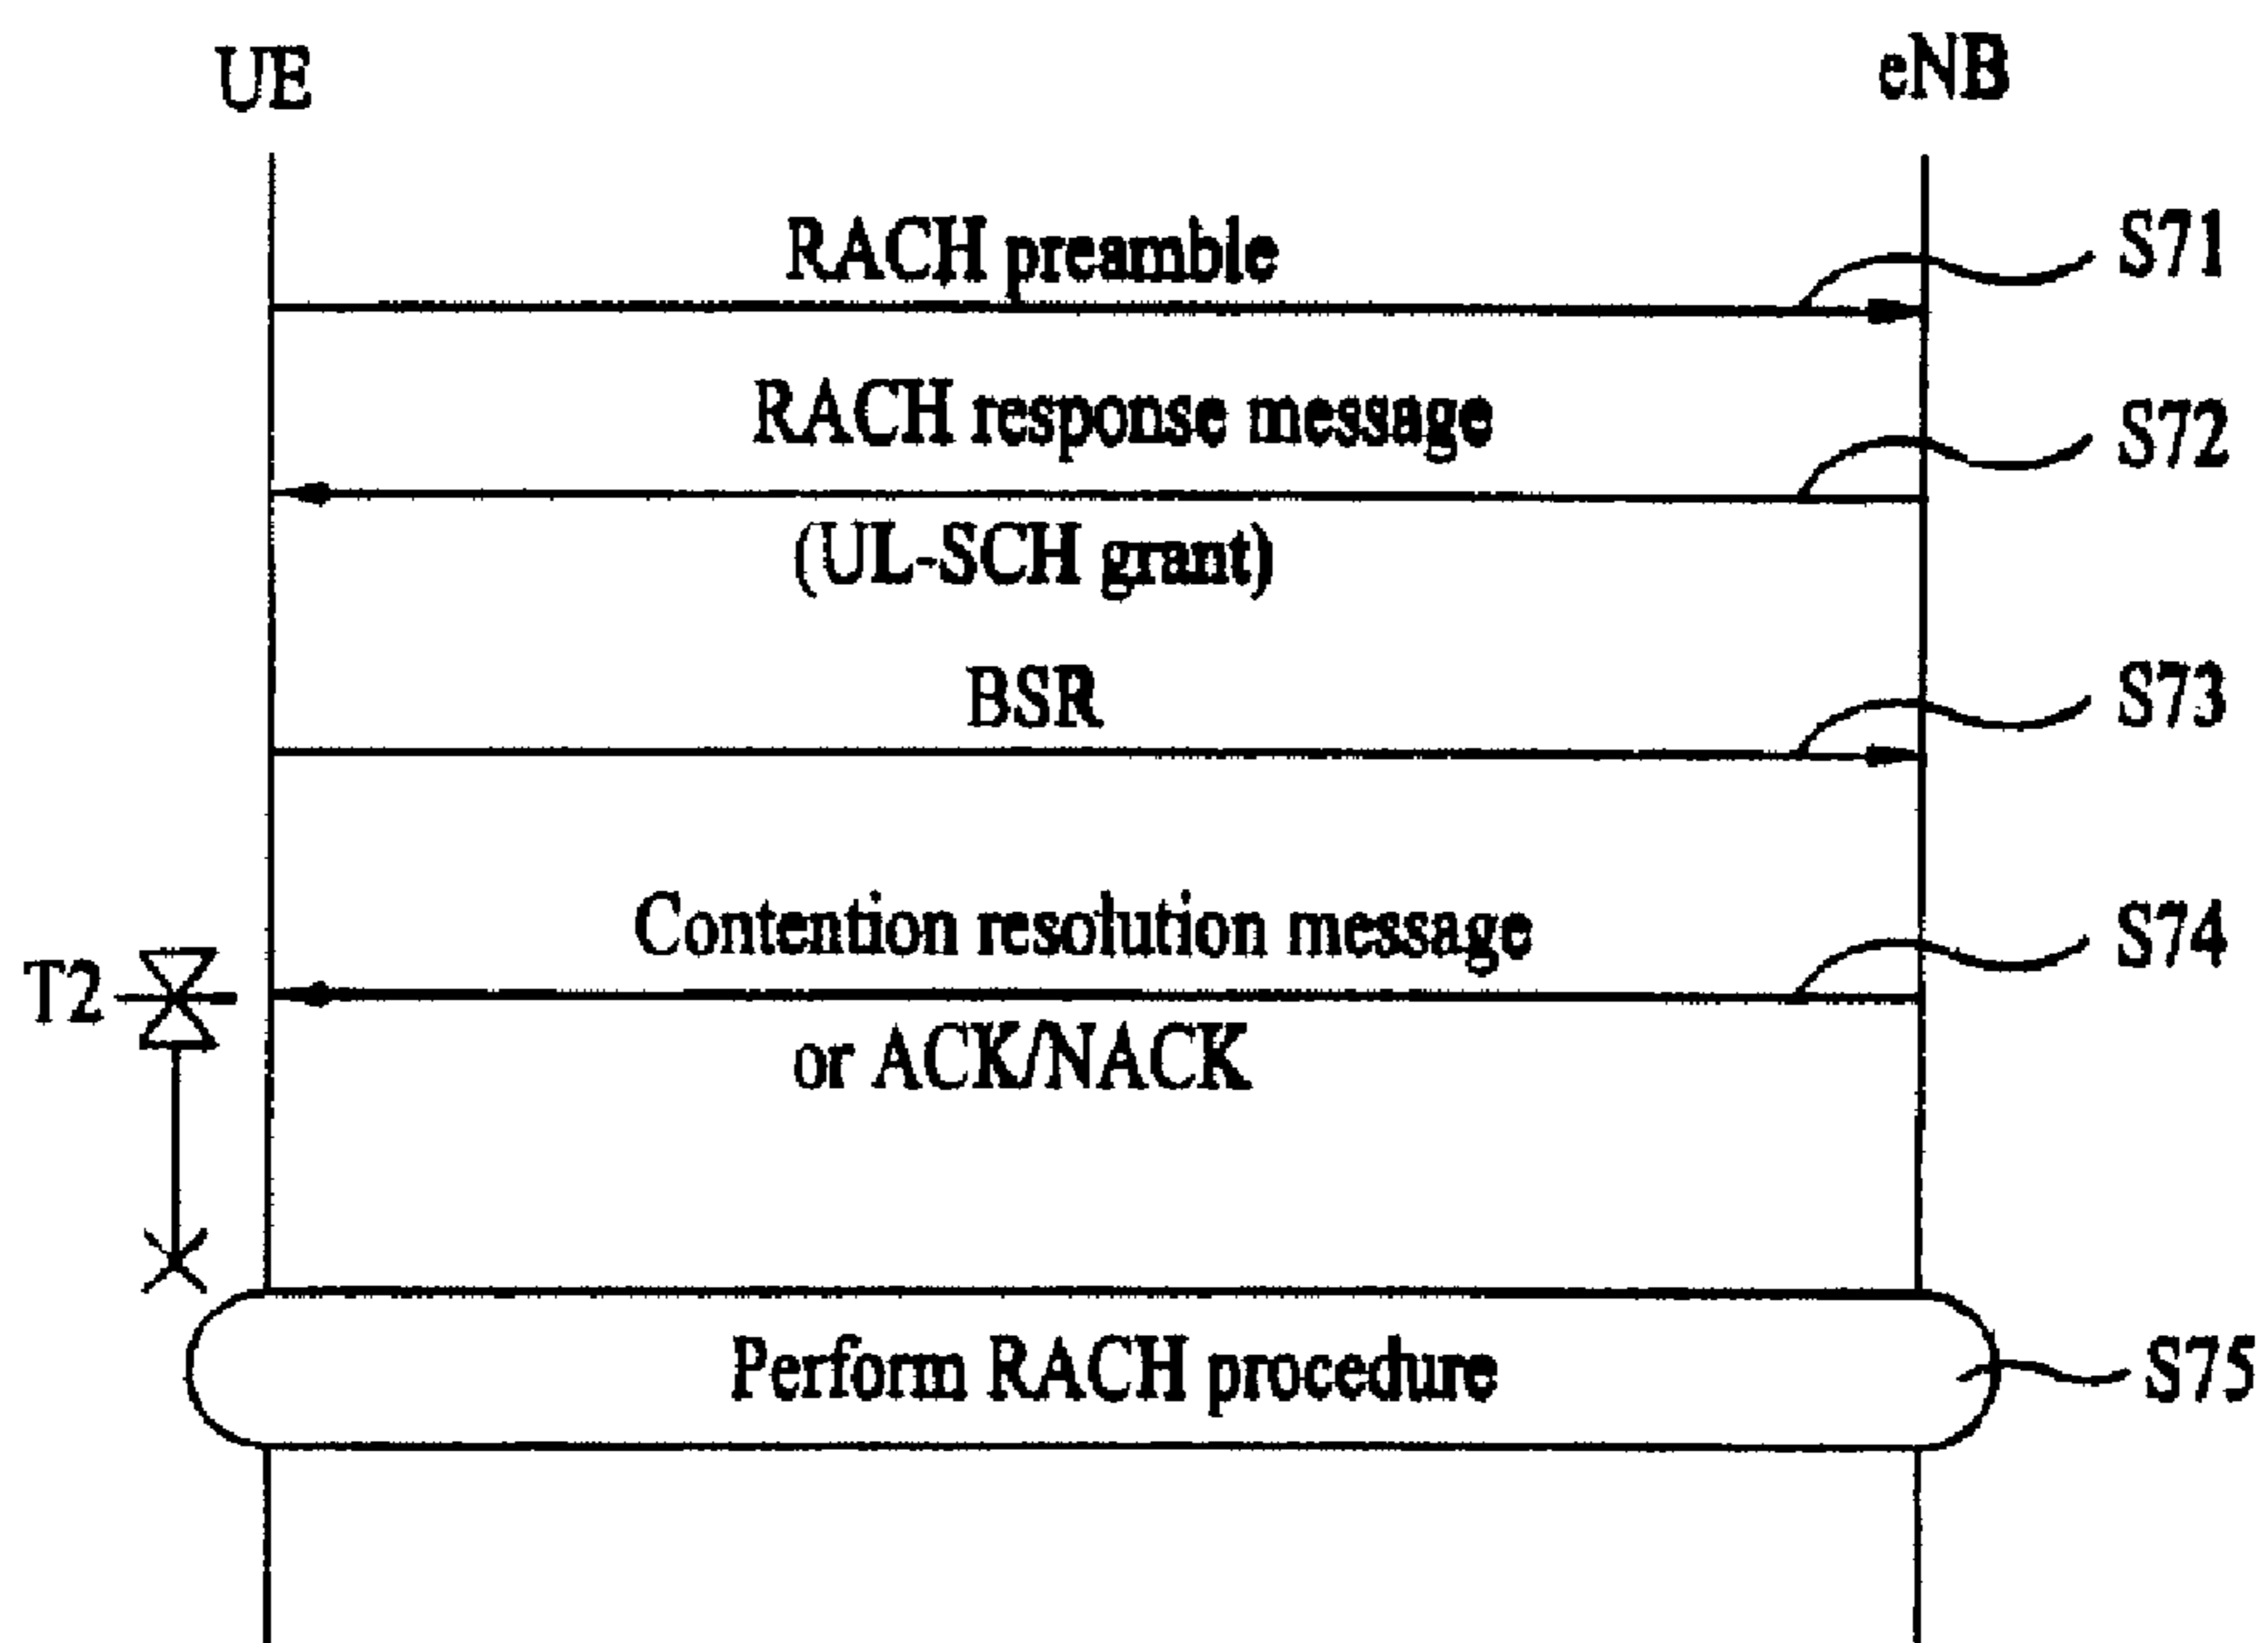 UE
eNB
RACH preamble
S71
RACH response message
S72
(UL-SCH grant)
BSR
S73
Contention resolution message
S74
T2
or ACK/NACK
Perform RACH procedure
S75